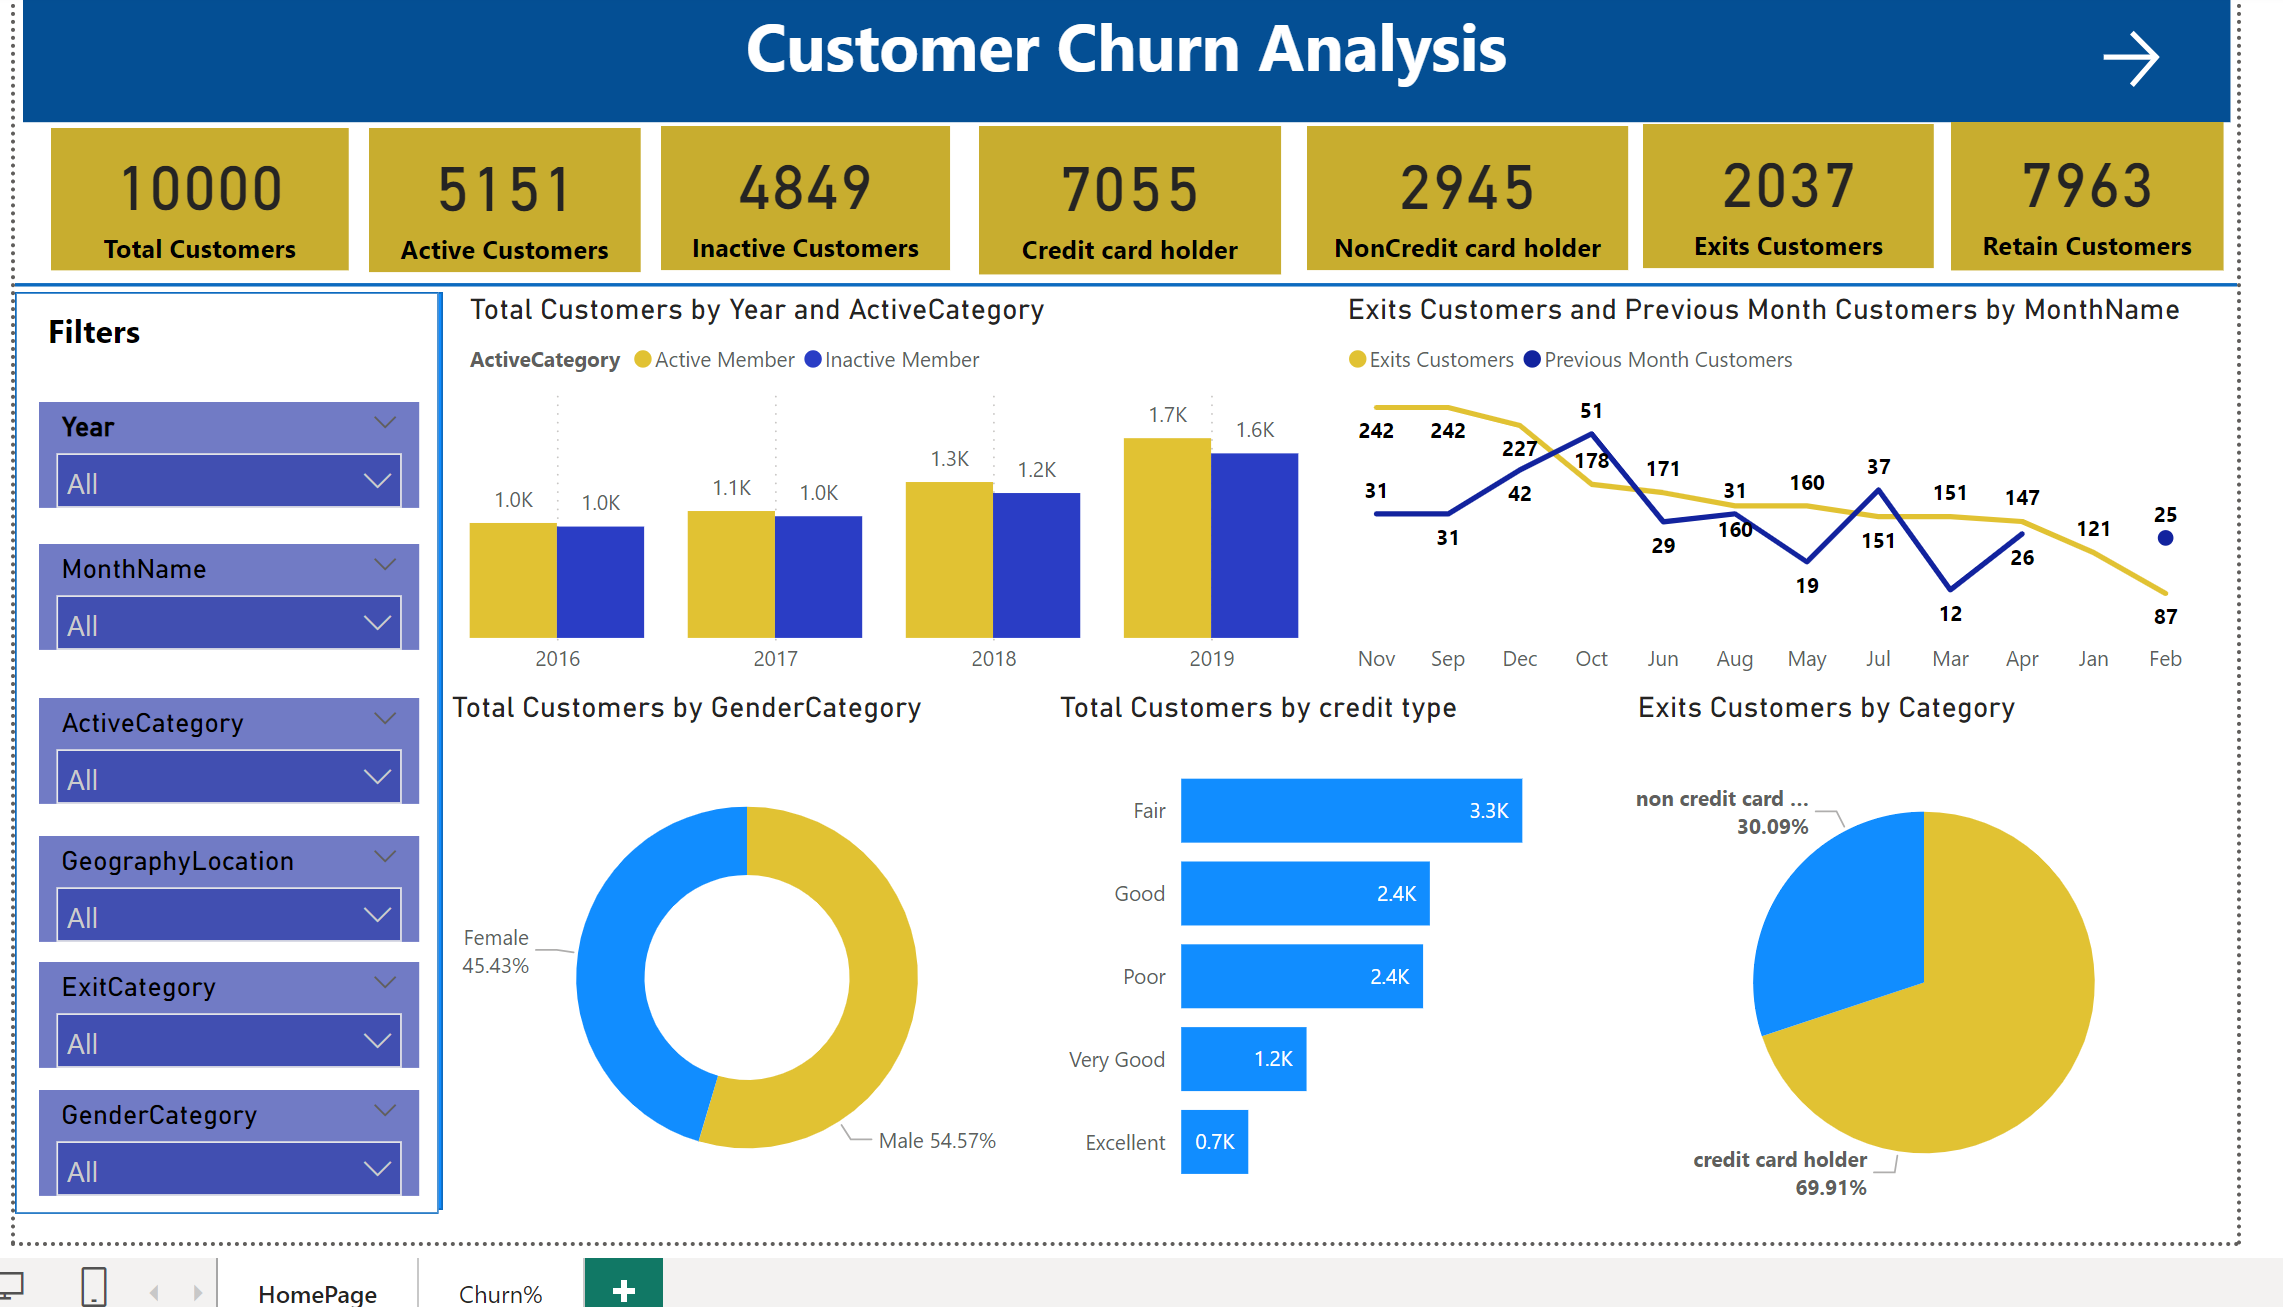 Customer Churn Analysis
10000
Total Customers
5151
Active Customers
4849
Inactive Customers
7055
Credit card holder
2945
NonCredit card holder
2037
Exits Customers
7963
Retain Customers
Filters
Year
All
MonthName
All
ActiveCategory
All
GeographyLocation
All
ExitCategory
All
GenderCategory
All
Total Customers by Year and ActiveCategory
ActiveCategory Active Member Inactive Member
1.0K 1.0K 1.1K 1.0K 1.3K 1.2K 1.7K 1.6K
2016 2017 2018 2019
Exits Customers and Previous Month Customers by MonthName
Exits Customers Previous Month Customers
242 242 227 178 171 160 160 151 151 147 121 87
31 31 42 51 29 31 19 37 12 26 25
Nov Sep Dec Oct Jun Aug May Jul Mar Apr Jan Feb
Total Customers by GenderCategory
Female
45.43%
Male 54.57%
Total Customers by credit type
Fair 3.3K
Good 2.4K
Poor 2.4K
Very Good 1.2K
Excellent 0.7K
Exits Customers by Category
non credit card ...
30.09%
credit card holder
69.91%
HomePage Churn% +